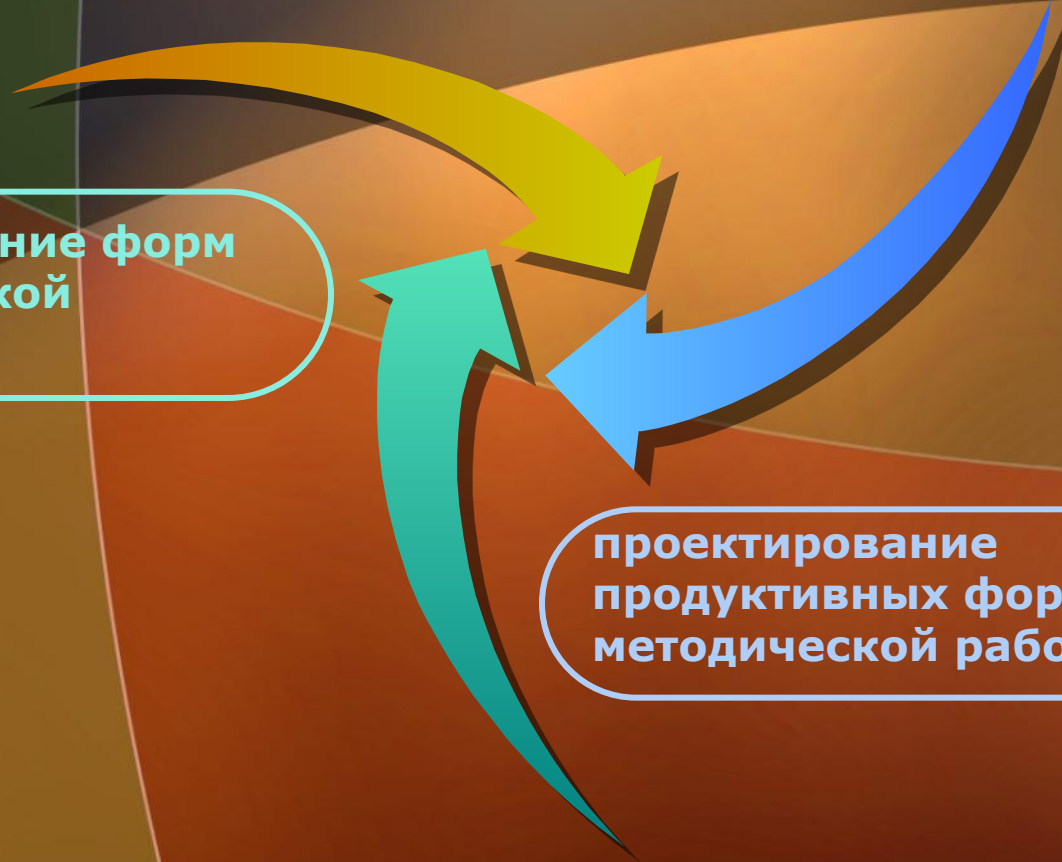 ние форм
кой
проектирование
продуктивных фор
методической рабо